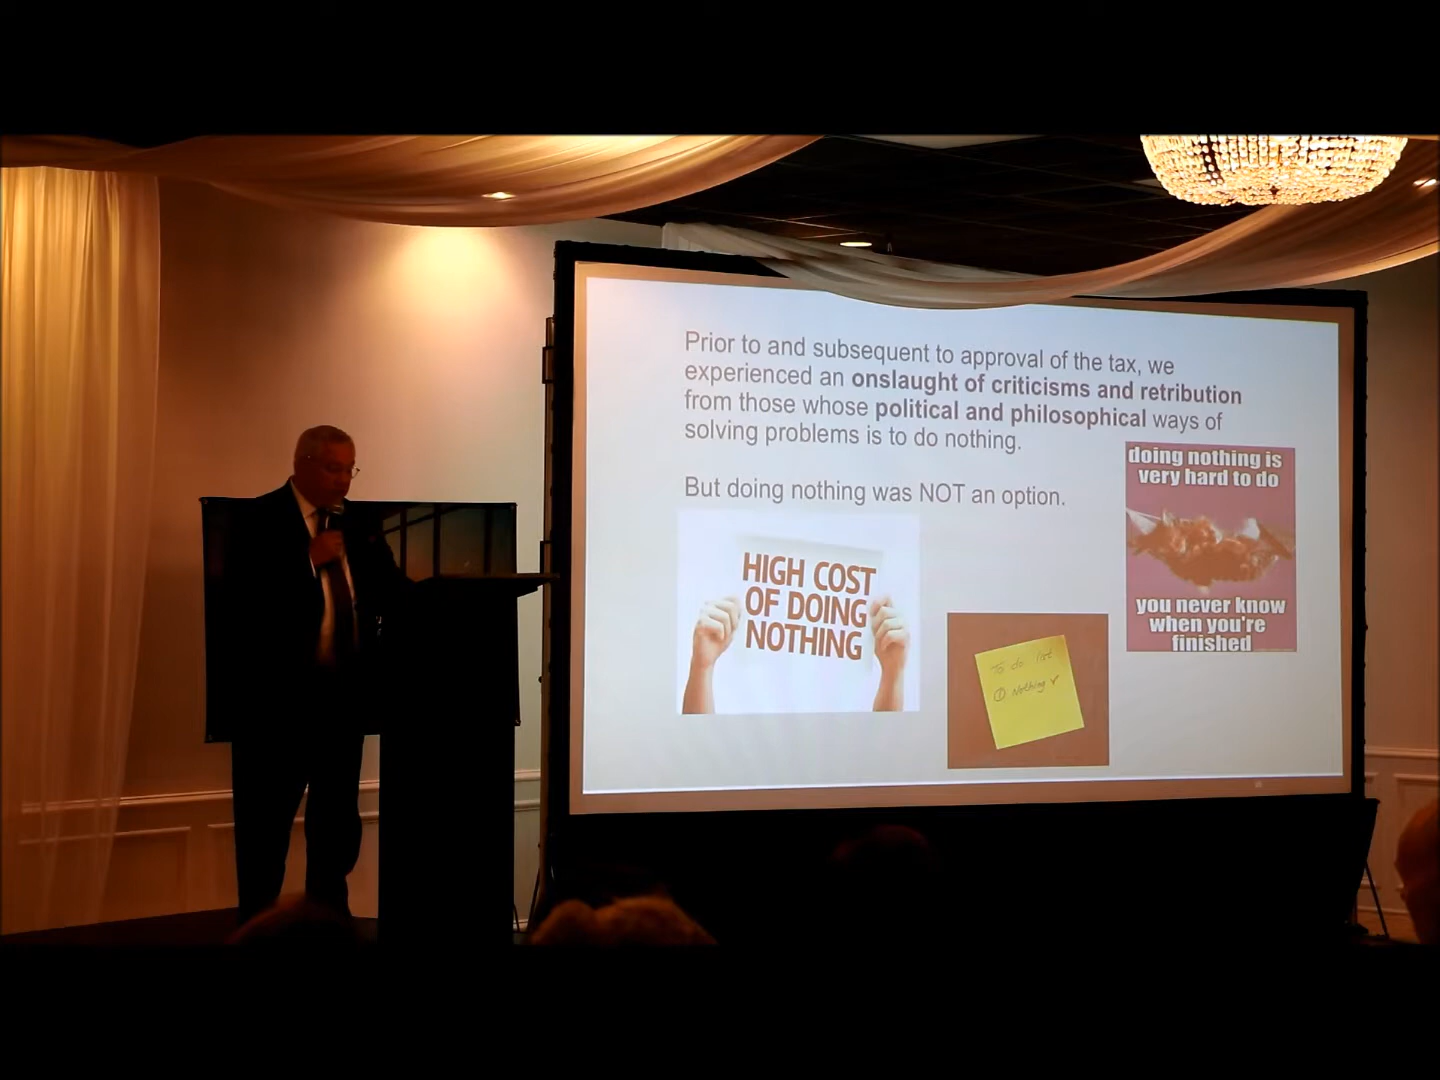 Prior to and subsequent to approval of the tax, we
experienced an onslaught of criticisms and retribution
from those whose political and philosophical ways of
solving problems is to do nothing.
But doing nothing was NOT an option.
HIGH COST
OF DOING
NOTHING
To do list
① Nothing ✓
doing nothing is
very hard to do
you never know
when you're
finished